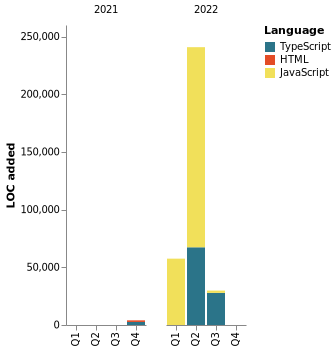 2021
2022
Language
TypeScript
HTML
JavaScript
LOC added
250,000
200,000
150,000
100,000
50,000
0
Q1
Q2
Q3
Q4
Q1
Q2
Q3
Q4